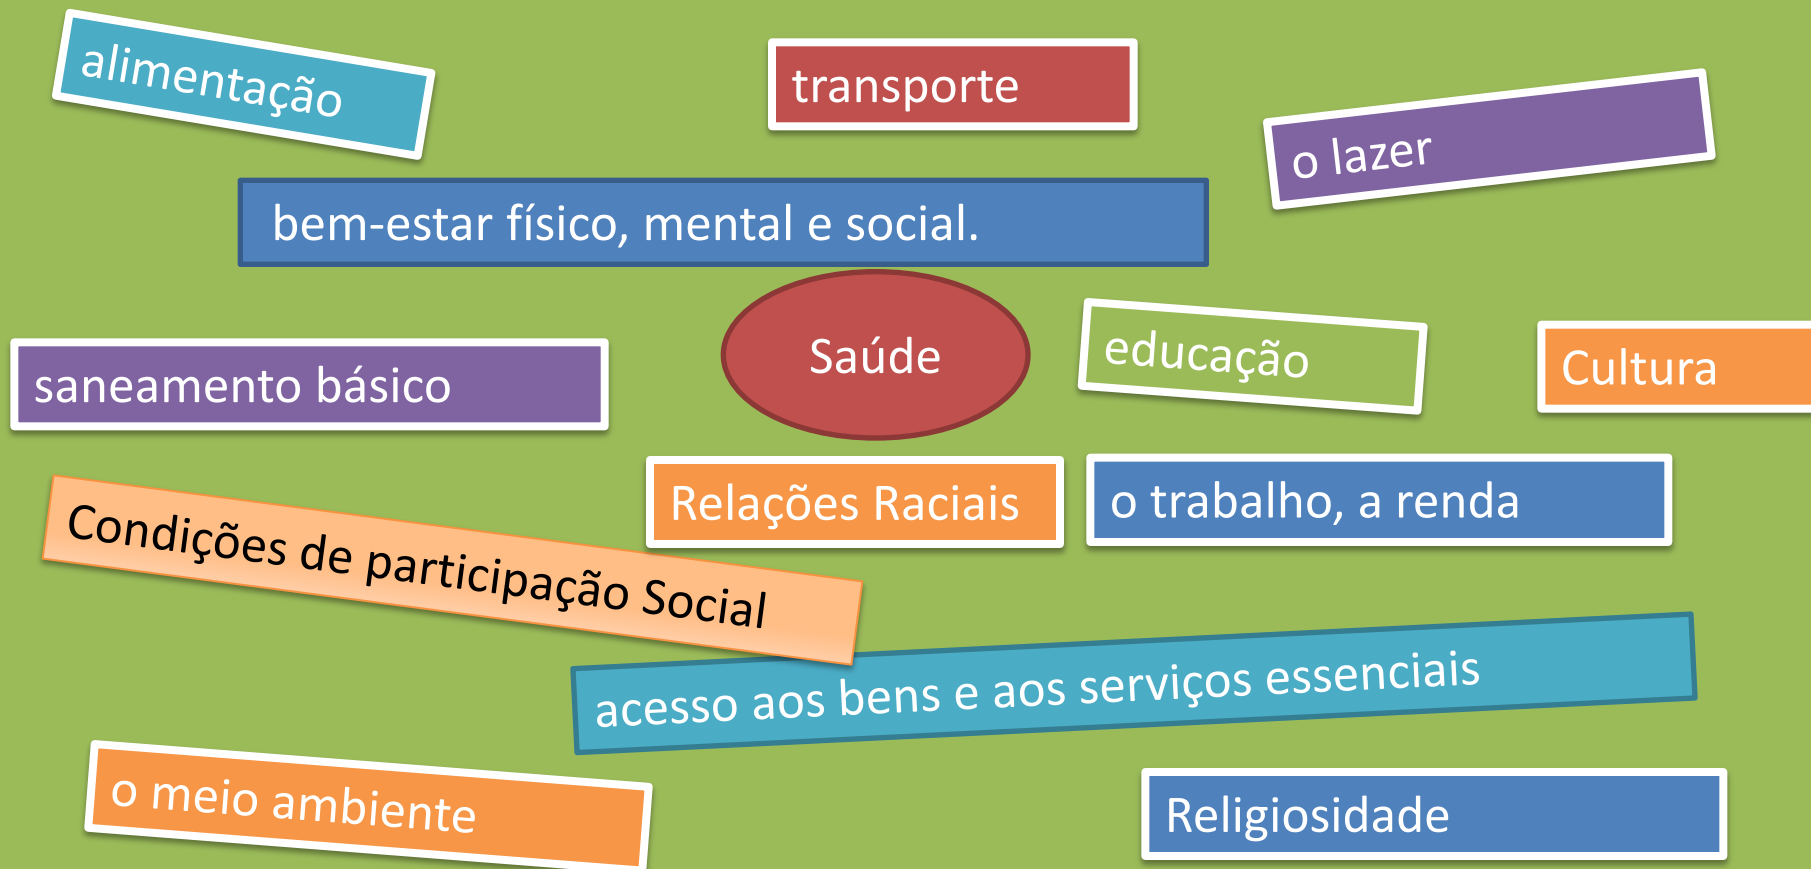 alimentação
transporte
o lazer
bem-estar físico, mental e social.
Saúde
educação
Cultura
saneamento básico
Relações Raciais
o trabalho, a renda
Condições de participação Social
acesso aos bens e aos serviços essenciais
o meio ambiente
Religiosidade